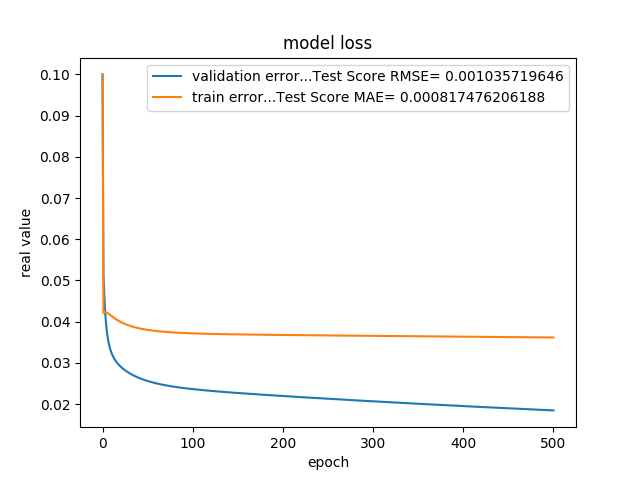 model loss
validation error...Test Score RMSE= 0.001035719646
train error...Test Score MAE= 0.000817476206188
real value
0.10
0.09
0.08
0.07
0.06
0.05
0.04
0.03
0.02
0 100 200 300 400 500
epoch